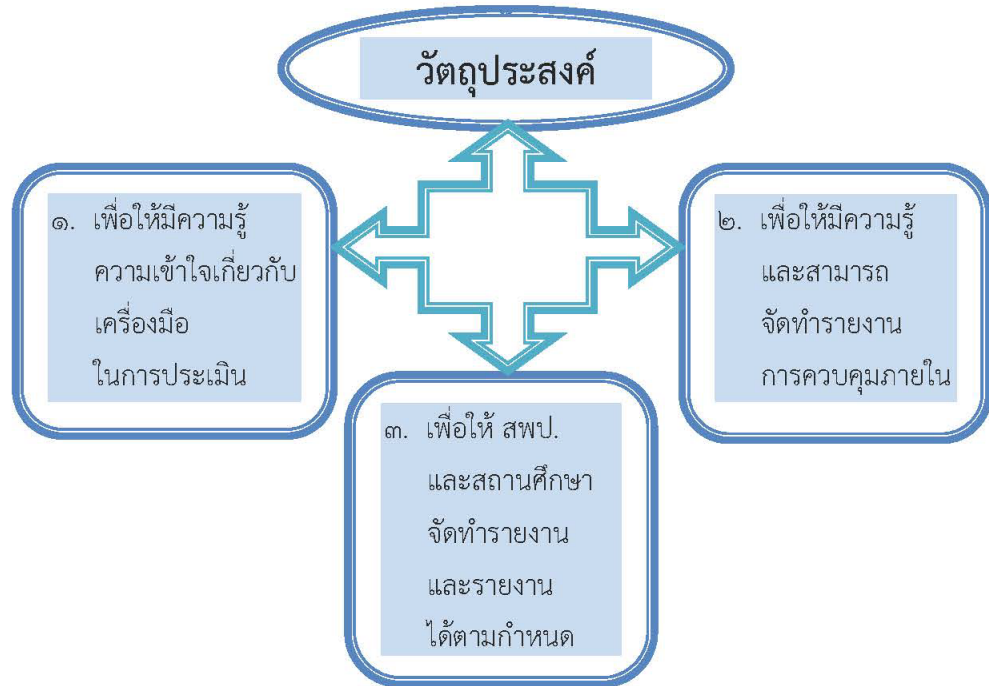 วัตถุประสงค์
๑. เพื่อให้มีความรู้
ความเข้าใจเกี่ยวกับ
เครื่องมือ
ในการประเมิน
๒. เพื่อให้มีความรู้
และสามารถ
จัดทำรายงาน
การควบคุมภายใน
๓. เพื่อให้ สพป.
และสถานศึกษา
จัดทำรายงาน
และรายงาน
ได้ตามกำหนด